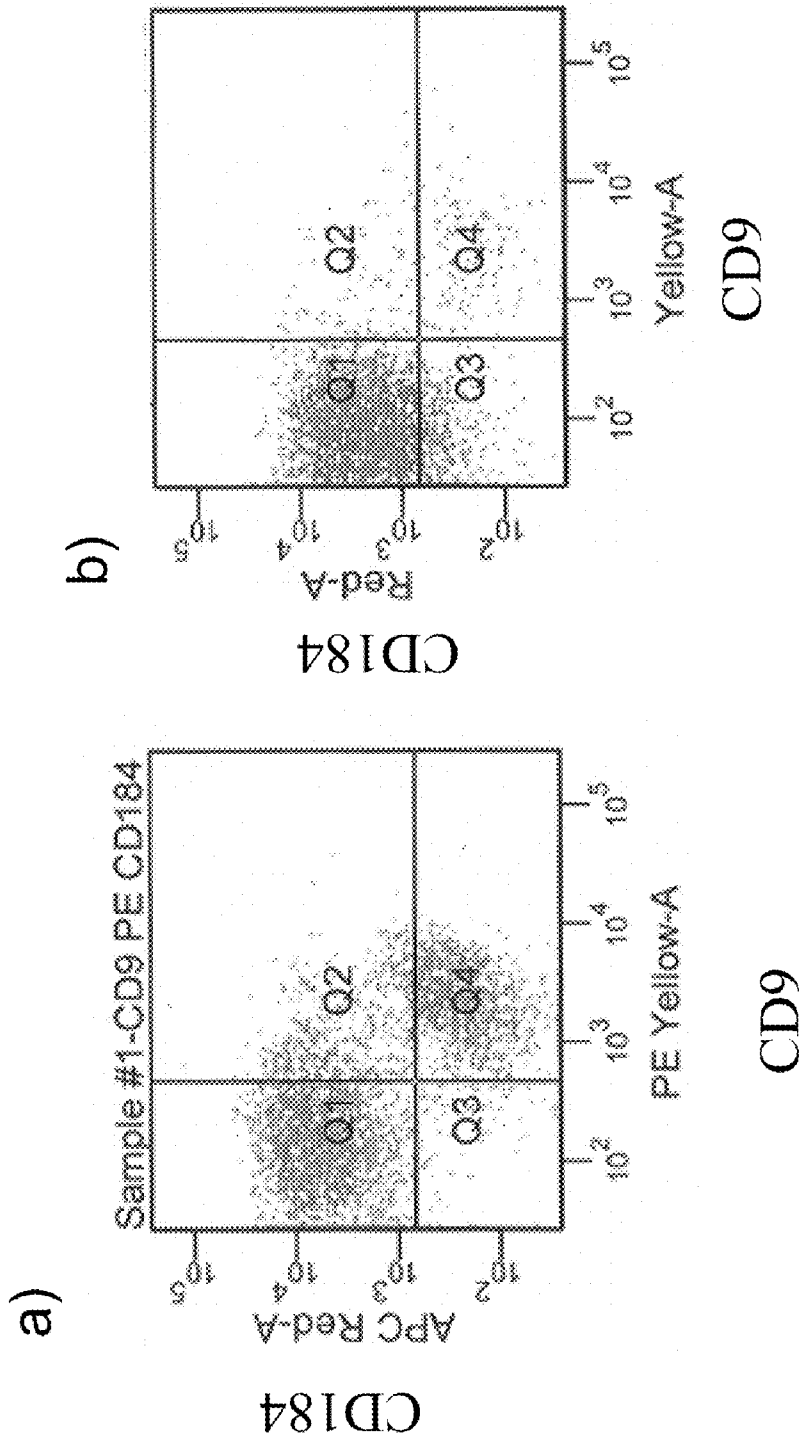 a)
Sample #1-CD9 PE CD184
CD184
APC Red-A
10^5
10^4
10^3
10^2
Q1
Q2
Q3
Q4
10^2
10^3
10^4
10^5
PE Yellow-A
CD9
b)
CD184
Red-A
10^5
10^4
10^3
10^2
Q1
Q2
Q3
Q4
10^2
10^3
10^4
10^5
Yellow-A
CD9